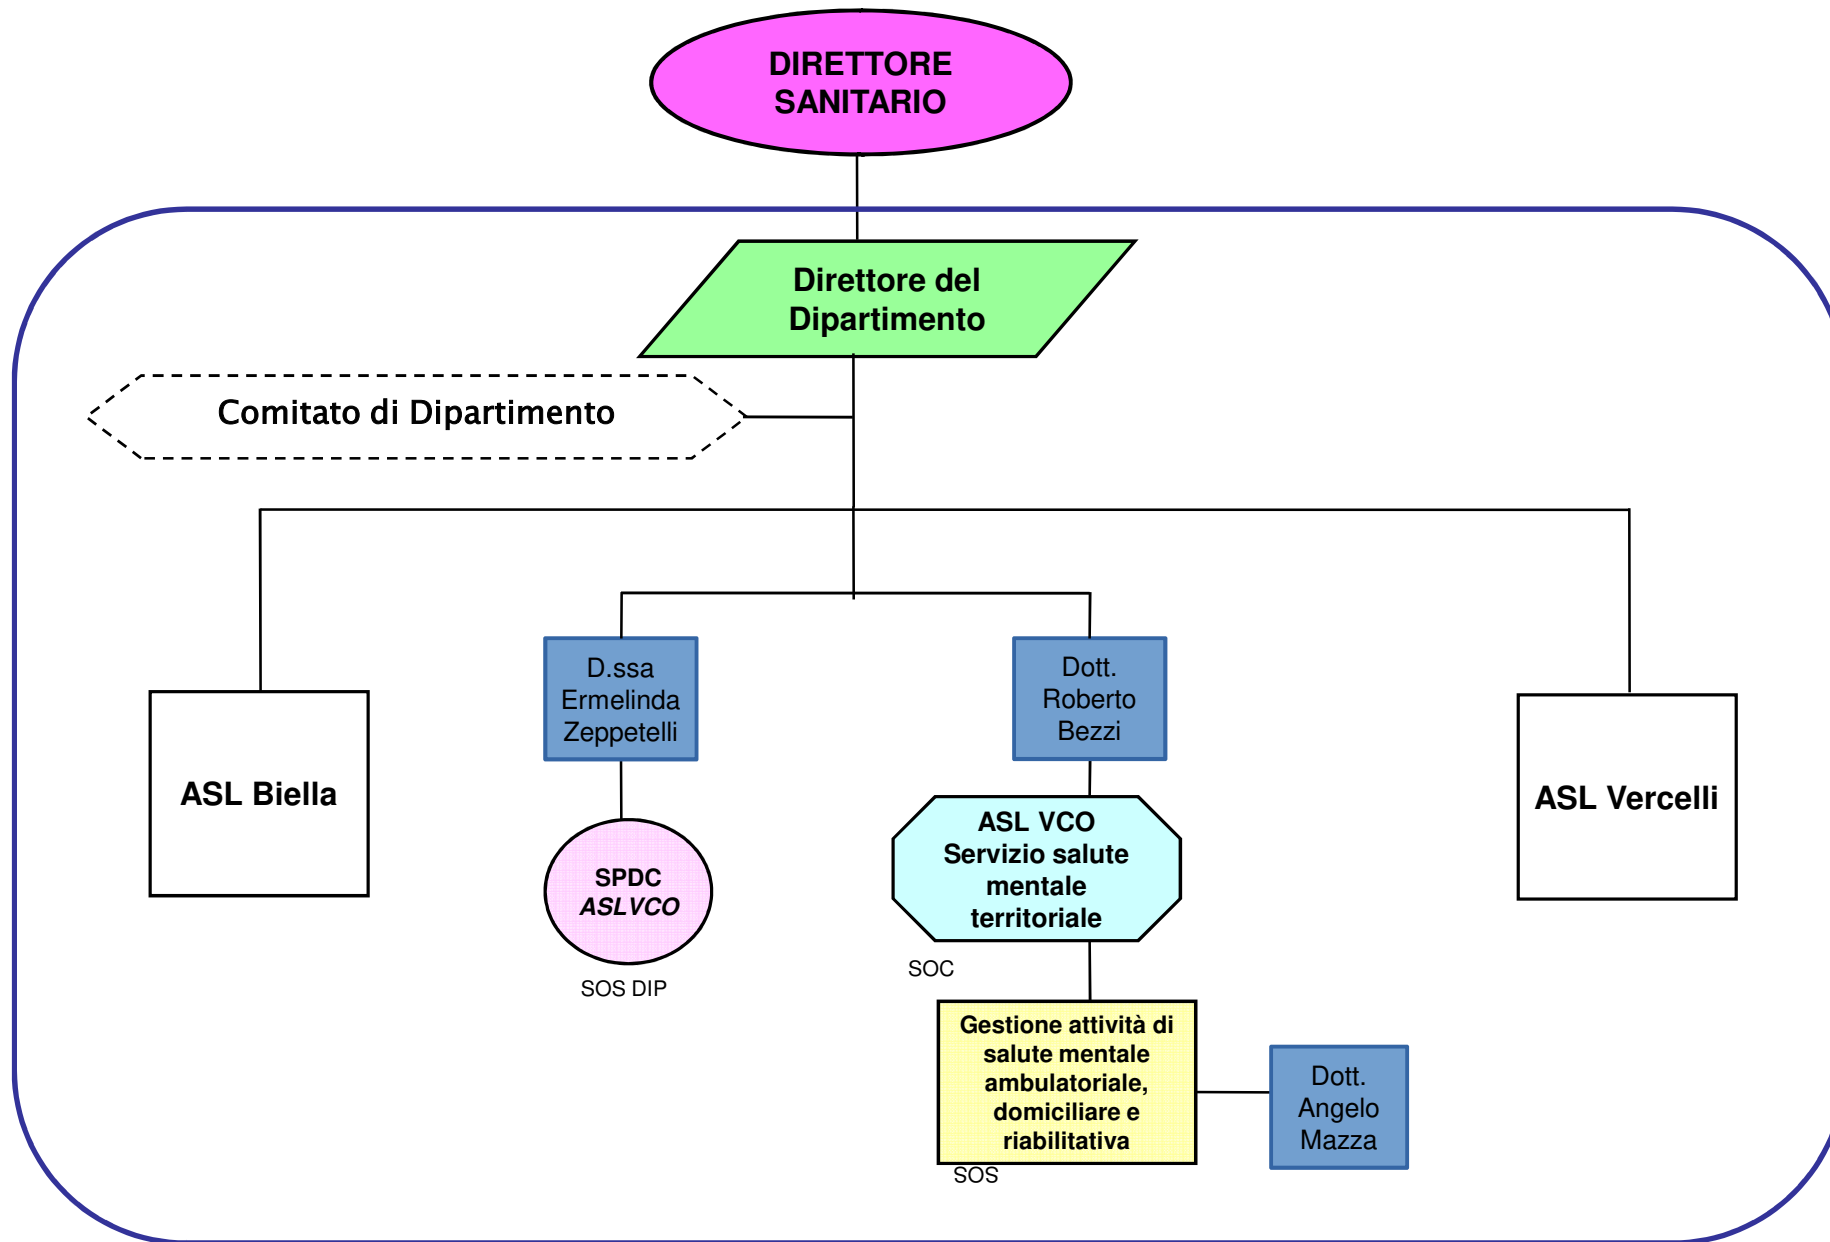 DIRETTORE
SANITARIO
Direttore del
Dipartimento
Comitato di Dipartimento
D.ssa
Ermelinda
Zeppetelli
Dott.
Roberto
Bezzi
ASL Biella
ASL Vercelli
SPDC
ASLVCO
SOS DIP
ASL VCO
Servizio salute
mentale
territoriale
SOC
Gestione attività di
salute mentale
ambulatoriale,
domiciliare e
riabilitativa
SOS
Dott.
Angelo
Mazza